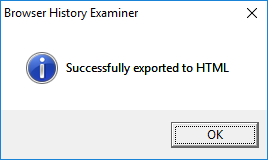 Browser History Examiner
Successfully exported to HTML
OK